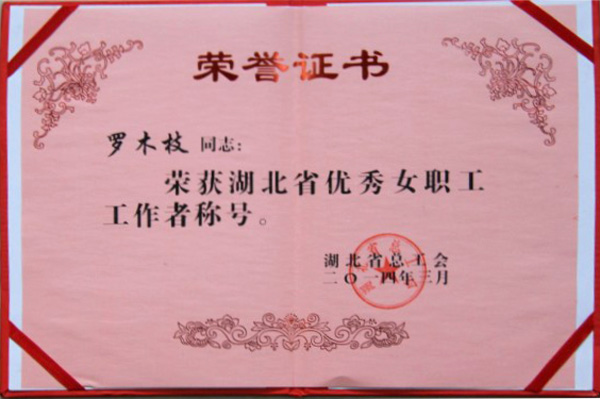 荣誉证书
罗木枝 同志：
荣获湖北省优秀女职工
工作者称号。
湖北省总工会
二〇一四年三月